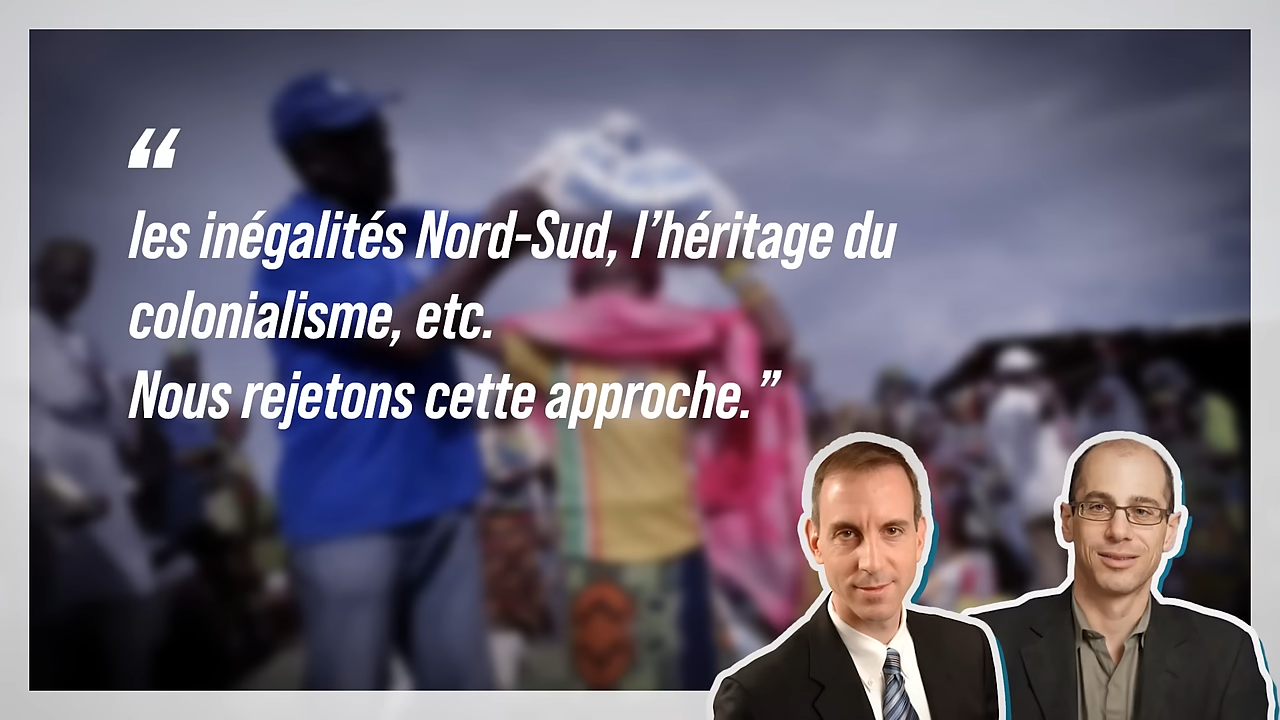 “
les inégalités Nord-Sud, l’héritage du
colonialisme, etc.
Nous rejetons cette approche.”